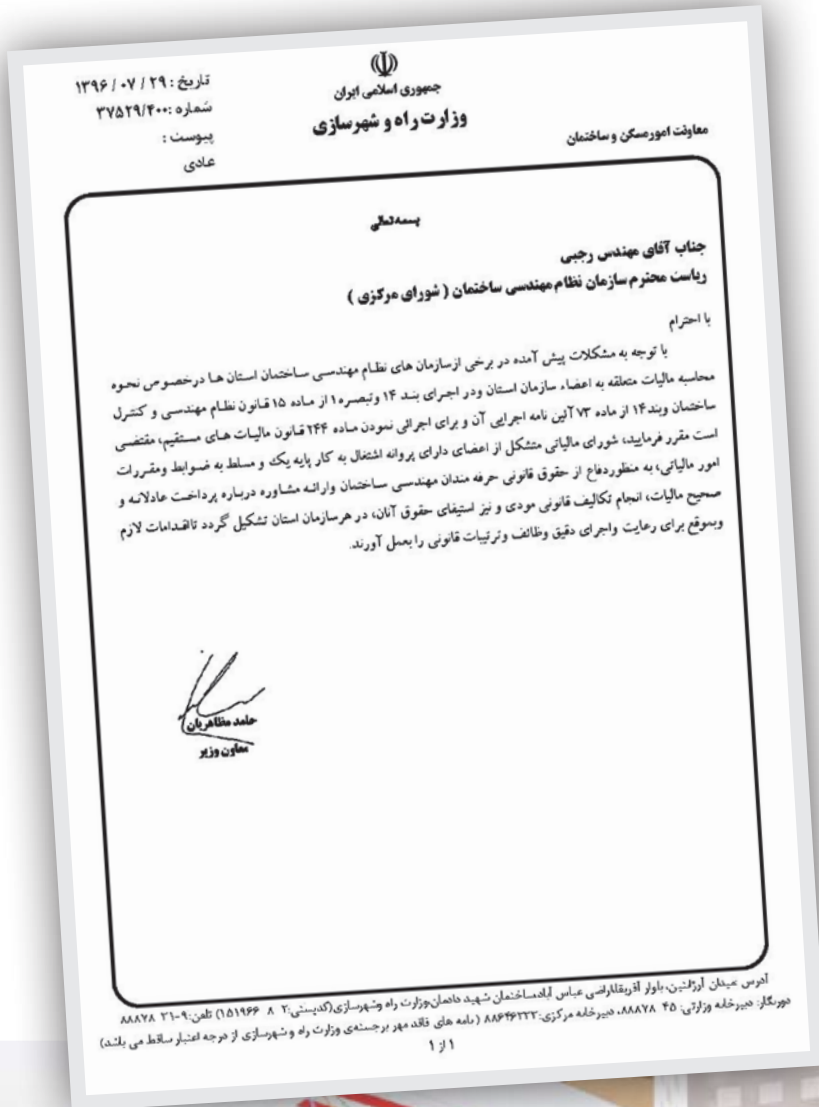 تاریخ : ۲۹ / ۰۷ / ۱۳۹۶
شماره :۳۷۵۲۹/۴۰۰
پیوست :
عادی
جمهوری اسلامی ایران
وزارت راه و شهرسازی
معاونت امورمسکن و ساختمان
بسمه تعالی
جناب آقای مهندس رجبی
ریاست محترم سازمان نظام مهندسی ساختمان ( شورای مرکزی )
با احترام
با توجه به مشکلات پیش آمده در برخی ازسازمان های نظام مهندسی ساختمان استان ها درخصوص نحوه
محاسبه مالیات متعلقه به اعضاء سازمان استان ودر اجرای بند ۱۴ وتبصره۱ از ماده ۱۵ قانون نظام مهندسی و کنترل
ساختمان وبند۱۴ از ماده ۷۳ آئین نامه اجرایی آن و برای اجرائی نمودن ماده ۲۴۴ قانون مالیات های مستقیم، مقتضی
است مقرر فرمایید، شورای مالیاتی متشکل از اعضای دارای پروانه اشتغال به کار پایه یک و مسلط به ضوابط ومقررات
امور مالیاتی، به منظوردفاع از حقوق قانونی حرفه مندان مهندسی ساختمان وارائه مشاوره درباره پرداخت عادلانه و
صحیح مالیات، انجام تکالیف قانونی مودی و نیز استیفای حقوق آنان، در هرسازمان استان تشکیل گردد تااقدامات لازم
وبموقع برای رعایت واجرای دقیق وظائف وترتیبات قانونی رابعمل آورند.
حامد مظاهریان
معاون وزیر
آدرس :میدان آرژانتین، بلوار آفریقا،اراضی عباس آباد،ساختمان شهید دادمان،وزارت راه وشهرسازی(کدپستی:۲ ۸ ۱۵۱۹۶۶) تلفن:۹-۲۱ ۸۸۸۷۸
دورنگار: دبیرخانه وزارتی: ۴۵ ۸۸۸۷۸، دبیرخانه مرکزی:۸۸۶۴۶۲۲۲ ( نامه های فاقد مهر برجسته‌ی وزارت راه و شهرسازی از درجه اعتبار ساقط می باشد)
۱ از ۱